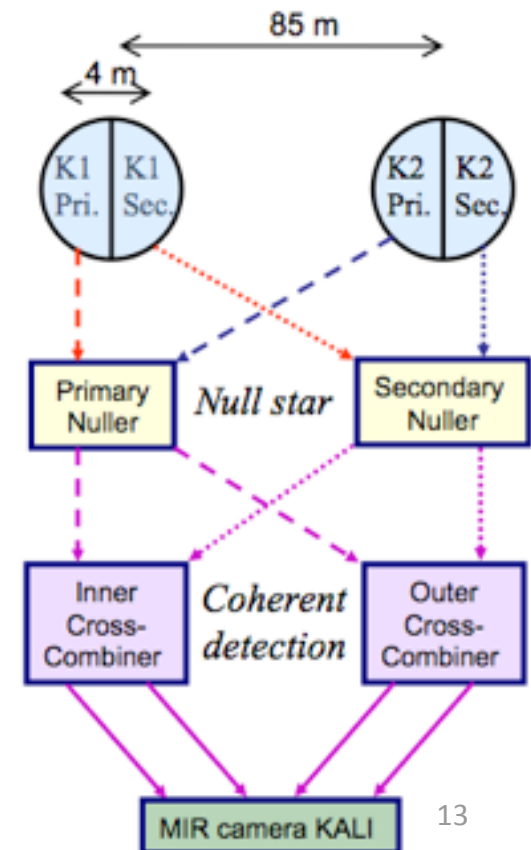 85 m
4 m
K1 K1 K2 K2
Pri. Sec. Pri. Sec.
Primary
Nuller
Null star
Secondary
Nuller
Inner
Cross-
Combiner
Coherent
detection
Outer
Cross-
Combiner
MIR camera KALI
13